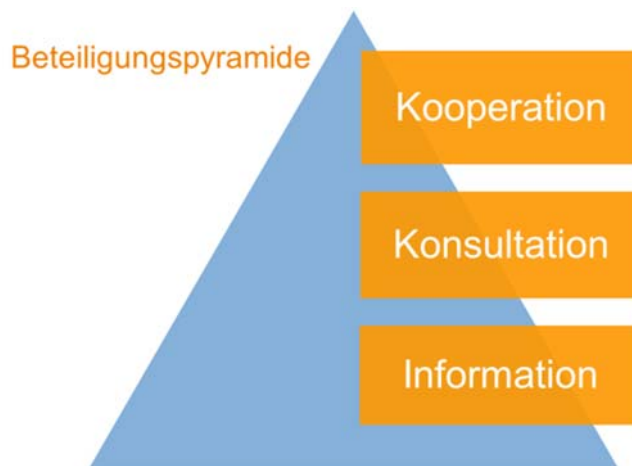 Beteiligungspyramide
Kooperation
Konsultation
Information